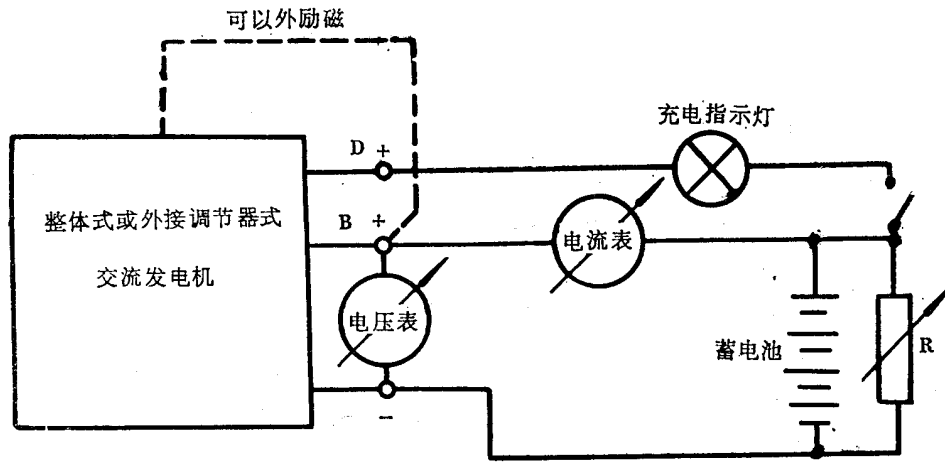 可以外励磁
充电指示灯
D +
整体式或外接调节器式
交流发电机
B +
电流表
电压表
蓄电池
R
−